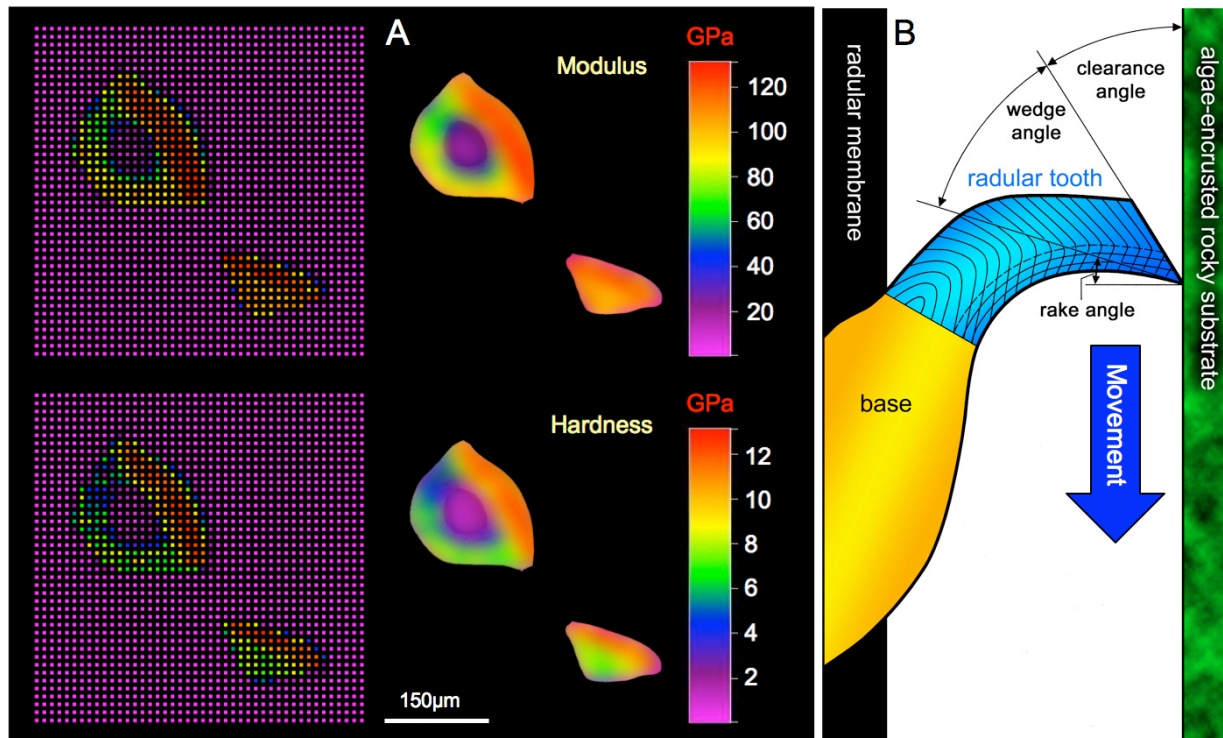 A
GPa
Modulus
120
100
80
60
40
20
GPa
Hardness
12
10
8
6
4
2
150µm
B
radular membrane
algae-encrusted rocky substrate
clearance
angle
wedge
angle
radular tooth
rake angle
base
Movement